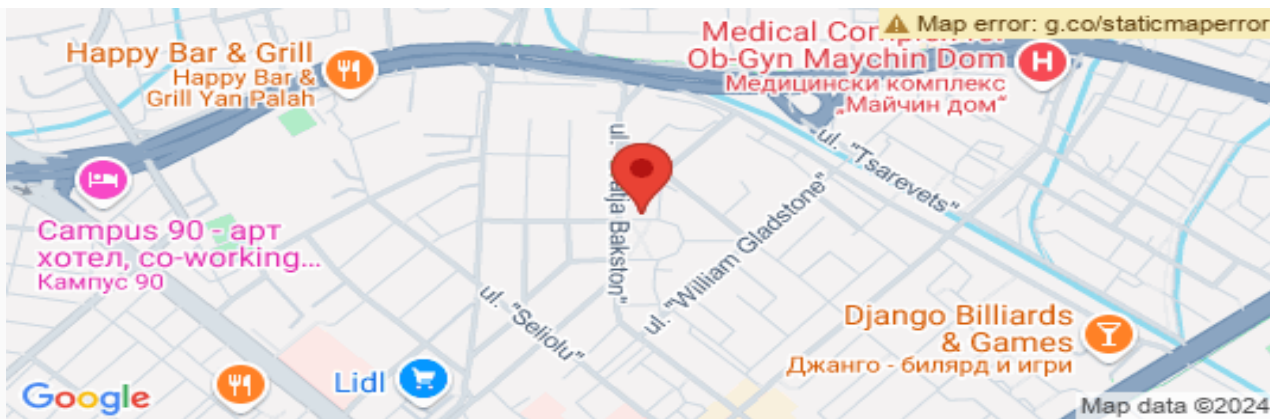 Map error: g.co/staticmaperror
Happy Bar & Grill
Happy Bar &
Grill Yan Palah
Medical
Ob-Gyn Maychin Dom
Медицински комплекс
„Майчин дом“
ul. "Tsarevets"
ul.
Bakston"
ul. "William Gladstone"
Campus 90 - арт
хотел, co-working...
Кампус 90
ul. "Seliolu"
Django Billiards
& Games
Джанго - билярд и игри
Lidl
Google
Map data ©2024